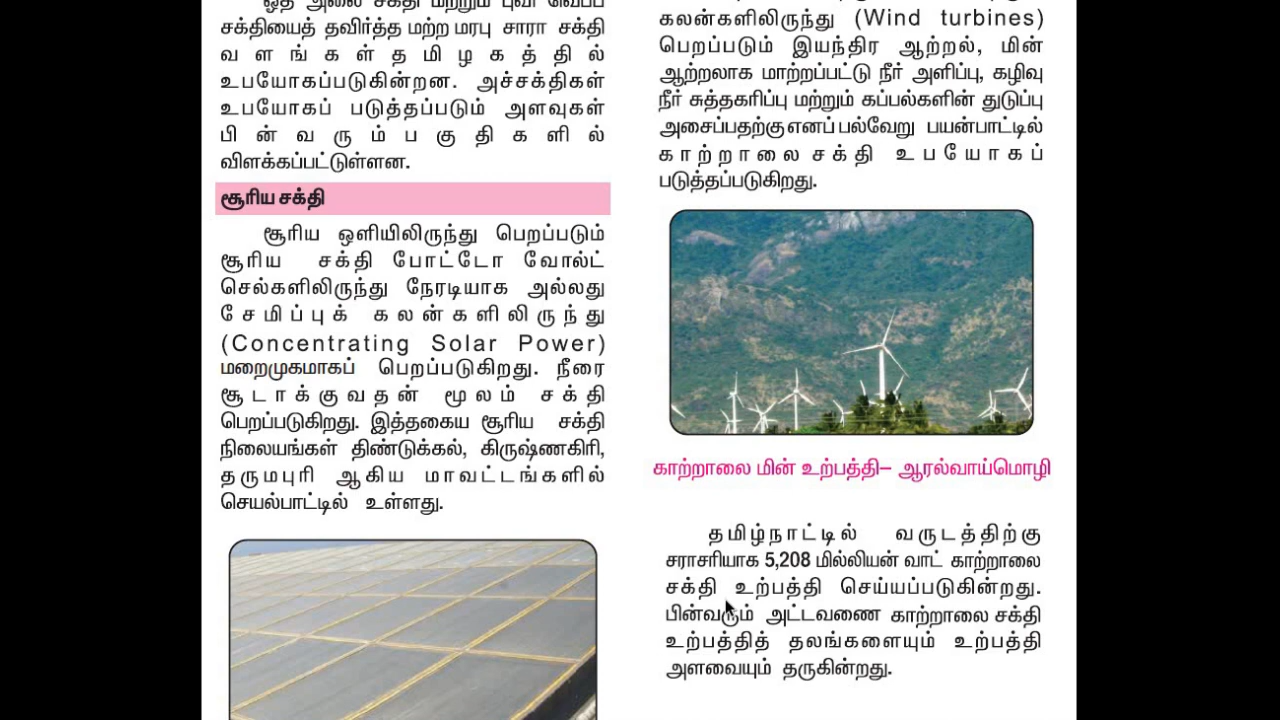 ஓத அலை சக்தி மற்றும் புவி வெப்ப
சக்தியைத் தவிர்த்த மற்ற மரபு சாரா சக்தி
வளங்கள் தமிழகத்தில்
உபயோகப்படுகின்றன. அச்சக்திகள்
உபயோகப் படுத்தப்படும் அளவுகள்
பின்வரும் பகுதிகளில்
விளக்கப்பட்டுள்ளன.
சூரிய சக்தி
சூரிய ஒளியிலிருந்து பெறப்படும்
சூரிய சக்தி போட்டோ வோல்ட்
செல்களிலிருந்து நேரடியாக அல்லது
சேமிப்புக் கலன்களிலிருந்து
(Concentrating Solar Power)
மறைமுகமாகப் பெறப்படுகிறது. நீரை
சூடாக்குவதன் மூலம் சக்தி
பெறப்படுகிறது. இத்தகைய சூரிய சக்தி
நிலையங்கள் திண்டுக்கல், கிருஷ்ணகிரி,
தருமபுரி ஆகிய மாவட்டங்களில்
செயல்பாட்டில் உள்ளது.
கலன்களிலிருந்து (Wind turbines)
பெறப்படும் இயந்திர ஆற்றல், மின்
ஆற்றலாக மாற்றப்பட்டு நீர் அளிப்பு, கழிவு
நீர் சுத்தகரிப்பு மற்றும் கப்பல்களின் துடுப்பு
அசைப்பதற்கு எனப் பல்வேறு பயன்பாட்டில்
காற்றாலை சக்தி உபயோகப்
படுத்தப்படுகிறது.
காற்றாலை மின் உற்பத்தி– ஆரல்வாய்மொழி
தமிழ்நாட்டில் வருடத்திற்கு
சராசரியாக 5,208 மில்லியன் வாட் காற்றாலை
சக்தி உற்பத்தி செய்யப்படுகின்றது.
பின்வரும் அட்டவணை காற்றாலை சக்தி
உற்பத்தித் தலங்களையும் உற்பத்தி
அளவையும் தருகின்றது.